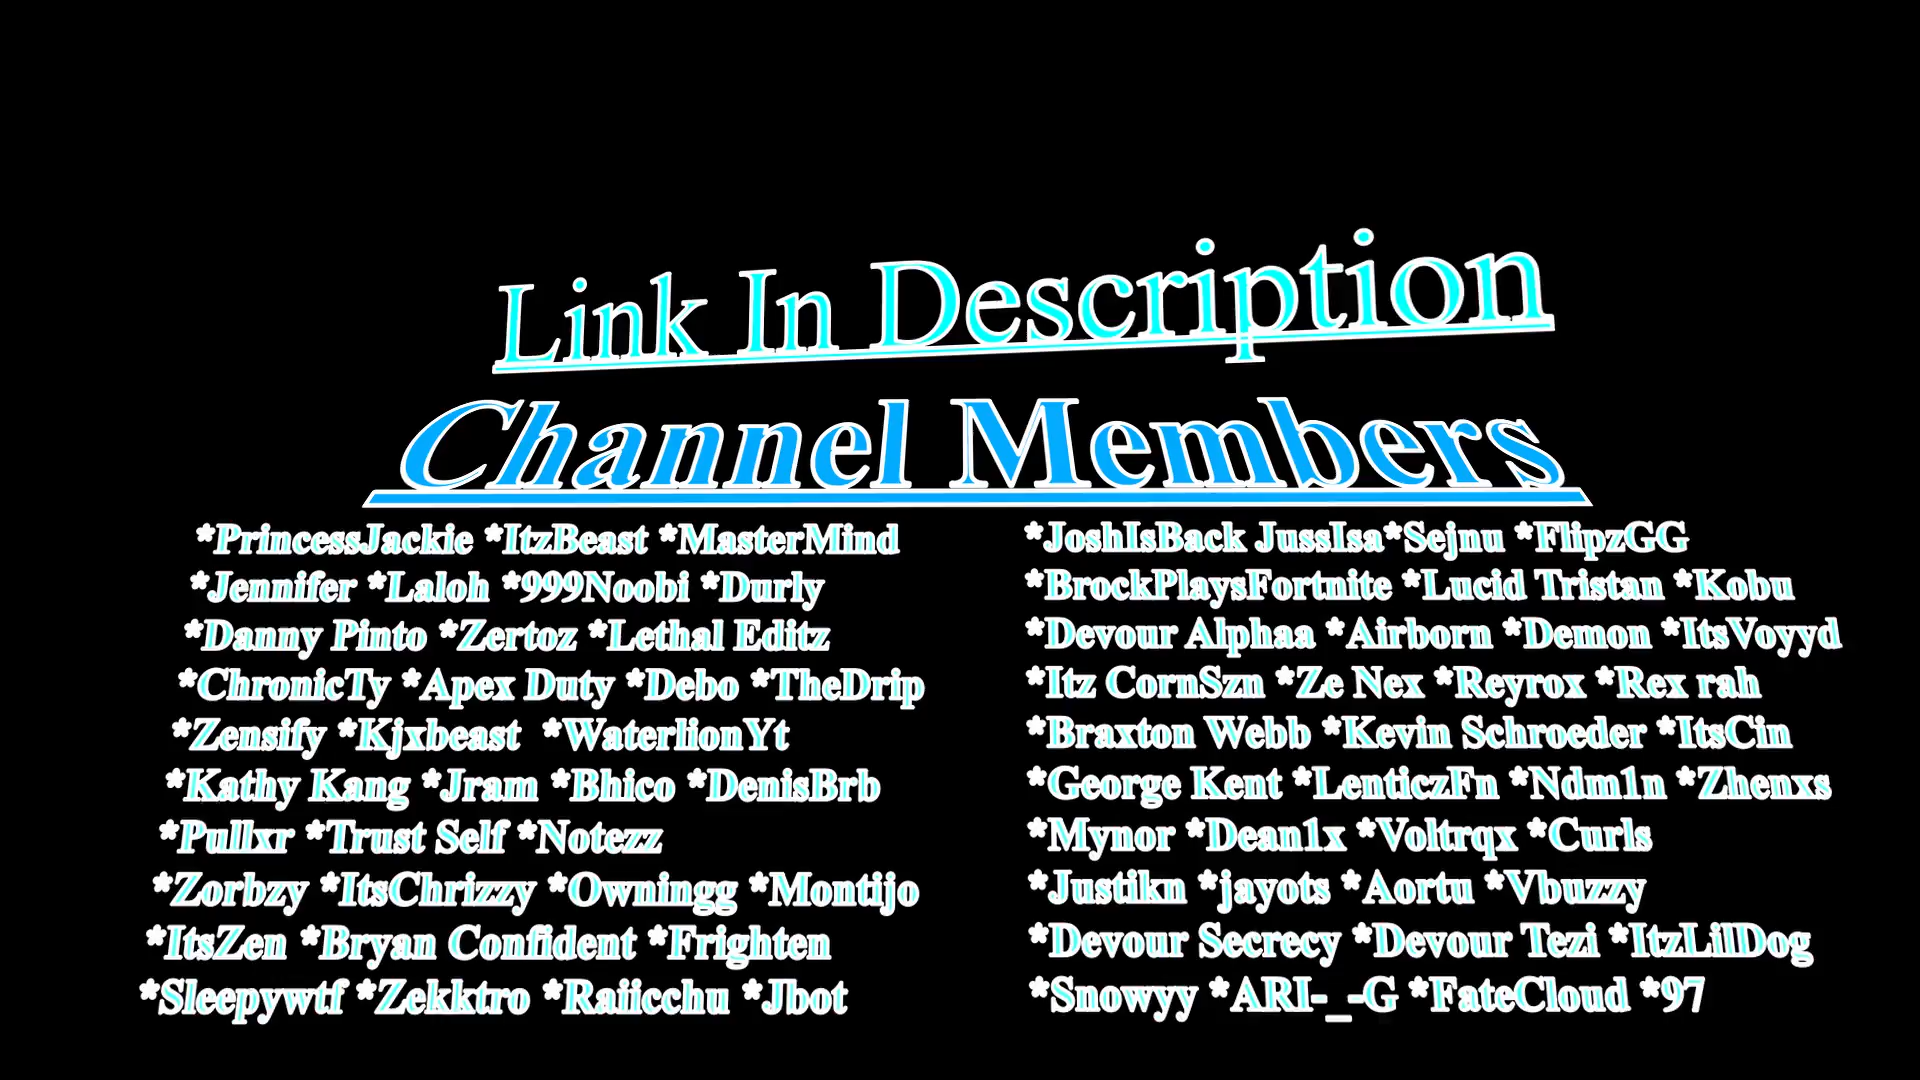 Link In Description
Channel Members
*PrincessJackie *ItzBeast *MasterMind
*Jennifer *Laloh *999Noobi *Durly
*Danny Pinto *Zertoz *Lethal Editz
*ChronicTy *Apex Duty *Debo *TheDrip
*Zensify *Kjxbeast  *WaterlionYt
*Kathy Kang *Jram *Bhico *DenisBrb
*Pullxr *Trust Self *Notezz
*Zorbzy *ItsChrizzy *Owningg *Montijo
*ItsZen *Bryan Confident *Frighten
*Sleepywtf *Zekktro *Raiicchu *Jbot
*JoshIsBack JussIsa*Sejnu *FlipzGG
*BrockPlaysFortnite *Lucid Tristan *Kobu
*Devour Alphaa *Airborn *Demon *ItsVoyyd
*Itz CornSzn *Ze Nex *Reyrox *Rex rah
*Braxton Webb *Kevin Schroeder *ItsCin
*George Kent *LenticzFn *Ndm1n *Zhenxs
*Mynor *Dean1x *Voltrqx *Curls
*Justikn *jayots *Aortu *Vbuzzy
*Devour Secrecy *Devour Tezi *ItzLilDog
*Snowyy *ARI-_-G *FateCloud *97